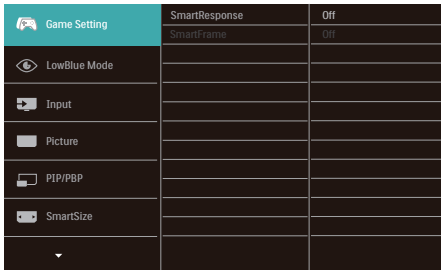 Game Setting
SmartResponse Off
SmartFrame Off
LowBlue Mode
Input
Picture
PIP/PBP
SmartSize